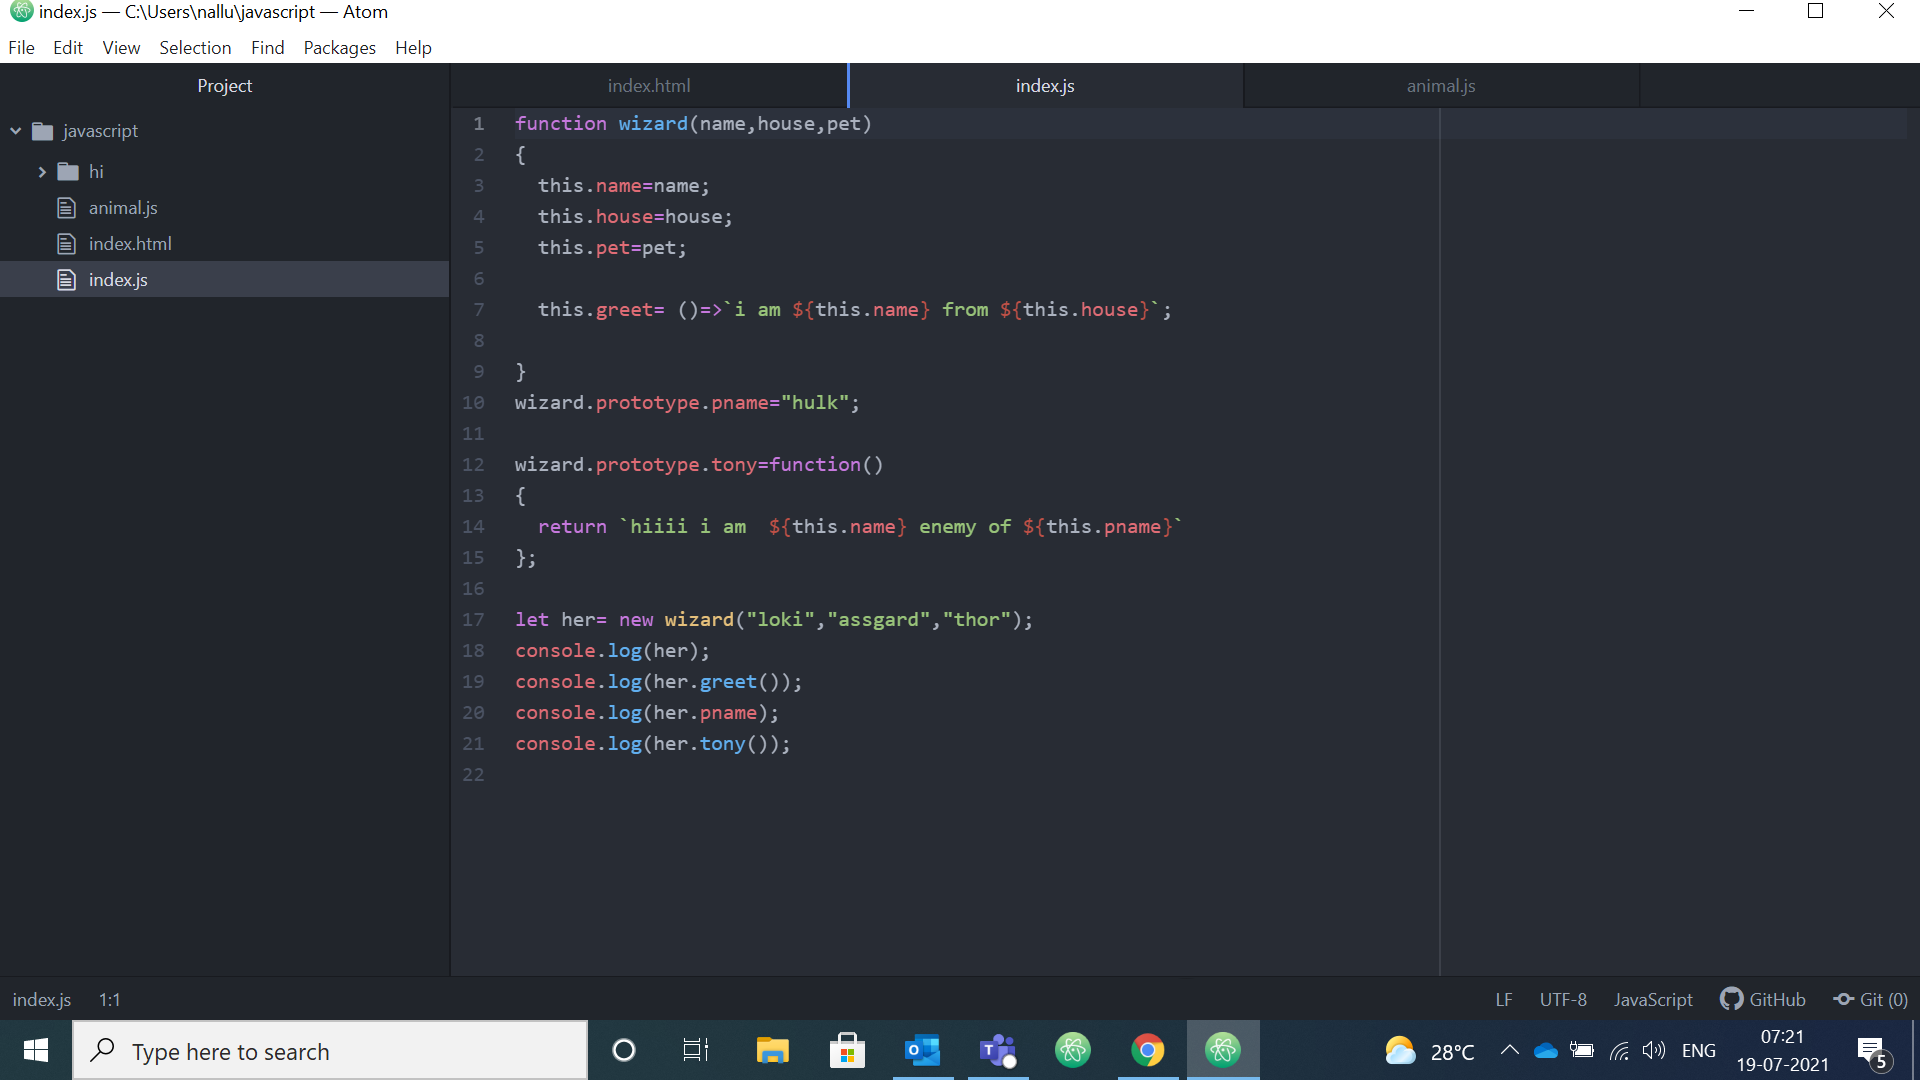 index.js — C:\Users\nallu\javascript — Atom
File Edit View Selection Find Packages Help
Project
javascript
hi
animal.js
index.html
index.js
index.html index.js animal.js
1 function wizard(name,house,pet)
2 {
3 this.name=name;
4 this.house=house;
5 this.pet=pet;
6
7 this.greet= ()=>`i am ${this.name} from ${this.house}`;
8
9 }
10 wizard.prototype.pname="hulk";
11
12 wizard.prototype.tony=function()
13 {
14 return `hiiii i am  ${this.name} enemy of ${this.pname}`
15 };
16
17 let her= new wizard("loki","assgard","thor");
18 console.log(her);
19 console.log(her.greet());
20 console.log(her.pname);
21 console.log(her.tony());
22
index.js 1:1 LF UTF-8 JavaScript GitHub Git (0)
Type here to search
28°C ENG
07:21
19-07-2021
5